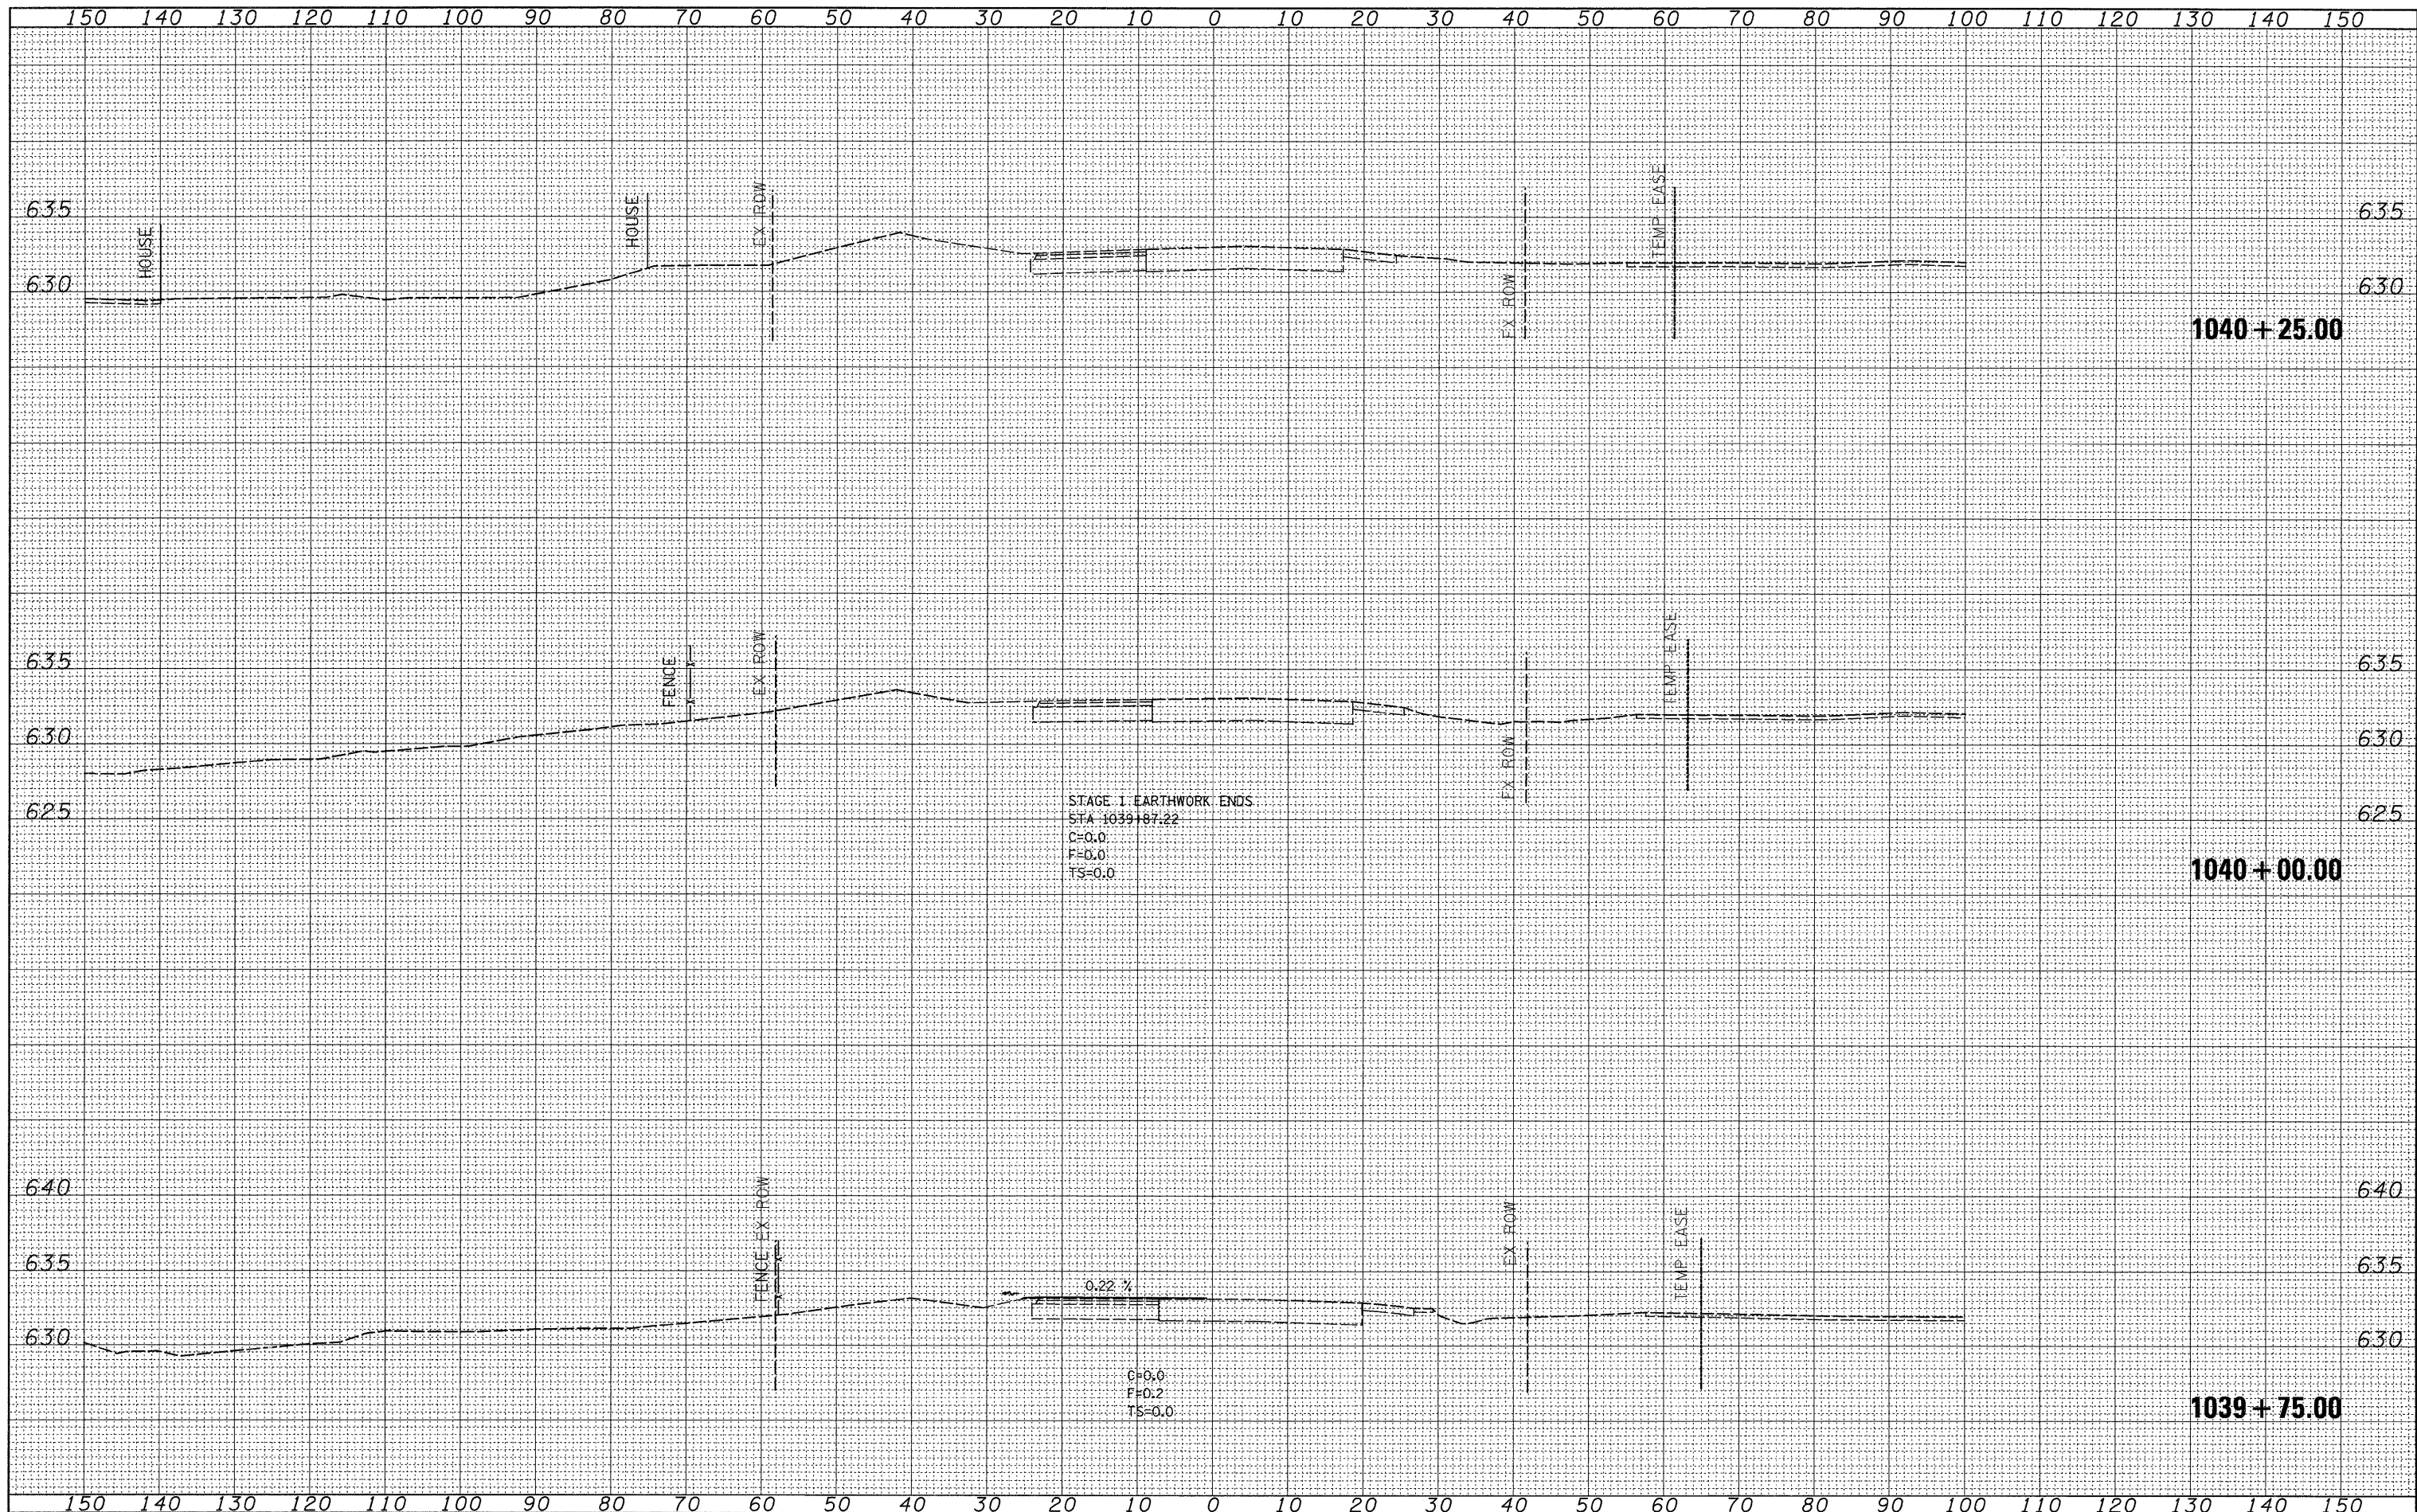 150 140 130 120 110 100 90 80 70 60 50 40 30 20 10 0 10 20 30 40 50 60 70 80 90 100 110 120 130 140 150
HOUSE
HOUSE
EX ROW
EX ROW
TEMP EASE
635 635
630 630
1040 + 25.00
FENCE
EX ROW
EX ROW
TEMP EASE
635 635
630 630
625 625
STAGE 1 EARTHWORK ENDS
STA 1039+87.22
C=0.0
F=0.0
TS=0.0
1040 + 00.00
640 640
FENCE EX ROW
EX ROW
TEMP EASE
635 635
0.22 %
630 630
C=0.0
F=0.2
TS=0.0
1039 + 75.00
150 140 130 120 110 100 90 80 70 60 50 40 30 20 10 0 10 20 30 40 50 60 70 80 90 100 110 120 130 140 150